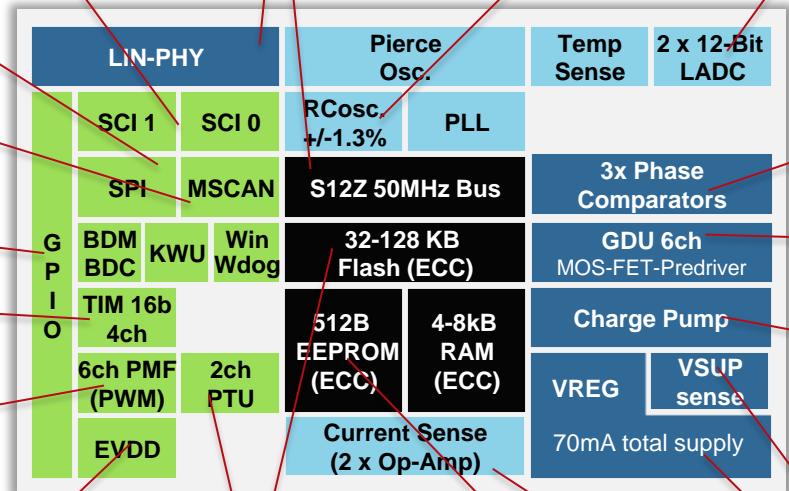 LIN-PHY
Pierce
Osc.
Temp
Sense
2 x 12-Bit
LADC
SCI 1
SCI 0
RCosc.
+/-1.3%
PLL
SPI
MSCAN
S12Z 50MHz Bus
3x Phase
Comparators
G
P
I
O
BDM
BDC
KWU
Win
Wdog
32-128 KB
Flash (ECC)
GDU 6ch
MOS-FET-Predriver
TIM 16b
4ch
512B
EEPROM
(ECC)
4-8kB
RAM
(ECC)
Charge Pump
6ch PMF
(PWM)
2ch
PTU
VREG
VSUP
sense
EVDD
Current Sense
(2 x Op-Amp)
70mA total supply